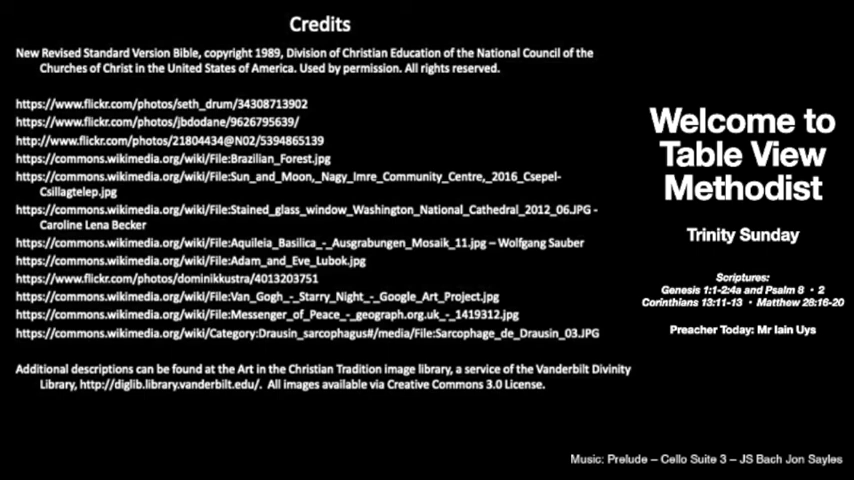 Credits
New Revised Standard Version Bible, copyright 1989, Division of Christian Education of the National Council of the
Churches of Christ in the United States of America. Used by permission. All rights reserved.
https://www.flickr.com/photos/seth_drum/34308713902
https://www.flickr.com/photos/jbdodane/9626795639/
http://www.flickr.com/photos/21804434@N02/5394865139
https://commons.wikimedia.org/wiki/File:Brazilian_Forest.jpg
https://commons.wikimedia.org/wiki/File:Sun_and_Moon,_Nagy_Imre_Community_Centre,_2016_Csepel-
Csillagtelep.jpg
https://commons.wikimedia.org/wiki/File:Stained_glass_window_Washington_National_Cathedral_2012_06.JPG -
Caroline Lena Becker
https://commons.wikimedia.org/wiki/File:Aquileia_Basilica_-_Ausgrabungen_Mosaik_11.jpg – Wolfgang Sauber
https://commons.wikimedia.org/wiki/File:Adam_and_Eve_Lubok.jpg
https://www.flickr.com/photos/dominikkustra/4013203751
https://commons.wikimedia.org/wiki/File:Van_Gogh_-_Starry_Night_-_Google_Art_Project.jpg
https://commons.wikimedia.org/wiki/File:Messenger_of_Peace_-_geograph.org.uk_-_1419312.jpg
https://commons.wikimedia.org/wiki/Category:Drausin_sarcophagus#/media/File:Sarcophage_de_Drausin_03.JPG
Additional descriptions can be found at the Art in the Christian Tradition image library, a service of the Vanderbilt Divinity
Library, http://diglib.library.vanderbilt.edu/. All images available via Creative Commons 3.0 License.
Welcome to
Table View
Methodist
Trinity Sunday
Scriptures:
Genesis 1:1-2:4a and Psalm 8 • 2
Corinthians 13:11-13 • Matthew 28:16-20
Preacher Today: Mr Iain Uys
Music: Prelude – Cello Suite 3 – JS Bach Jon Sayles